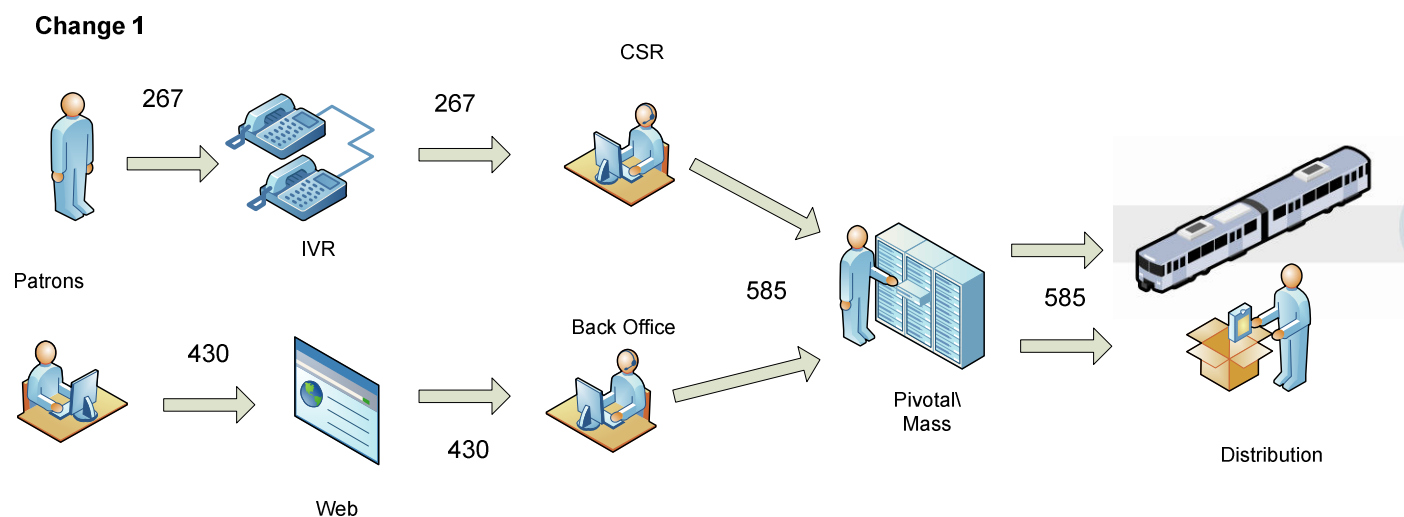 Change 1
CSR
267
267
IVR
Patrons
585
585
Back Office
430
430
Pivotal\
Mass
Distribution
Web